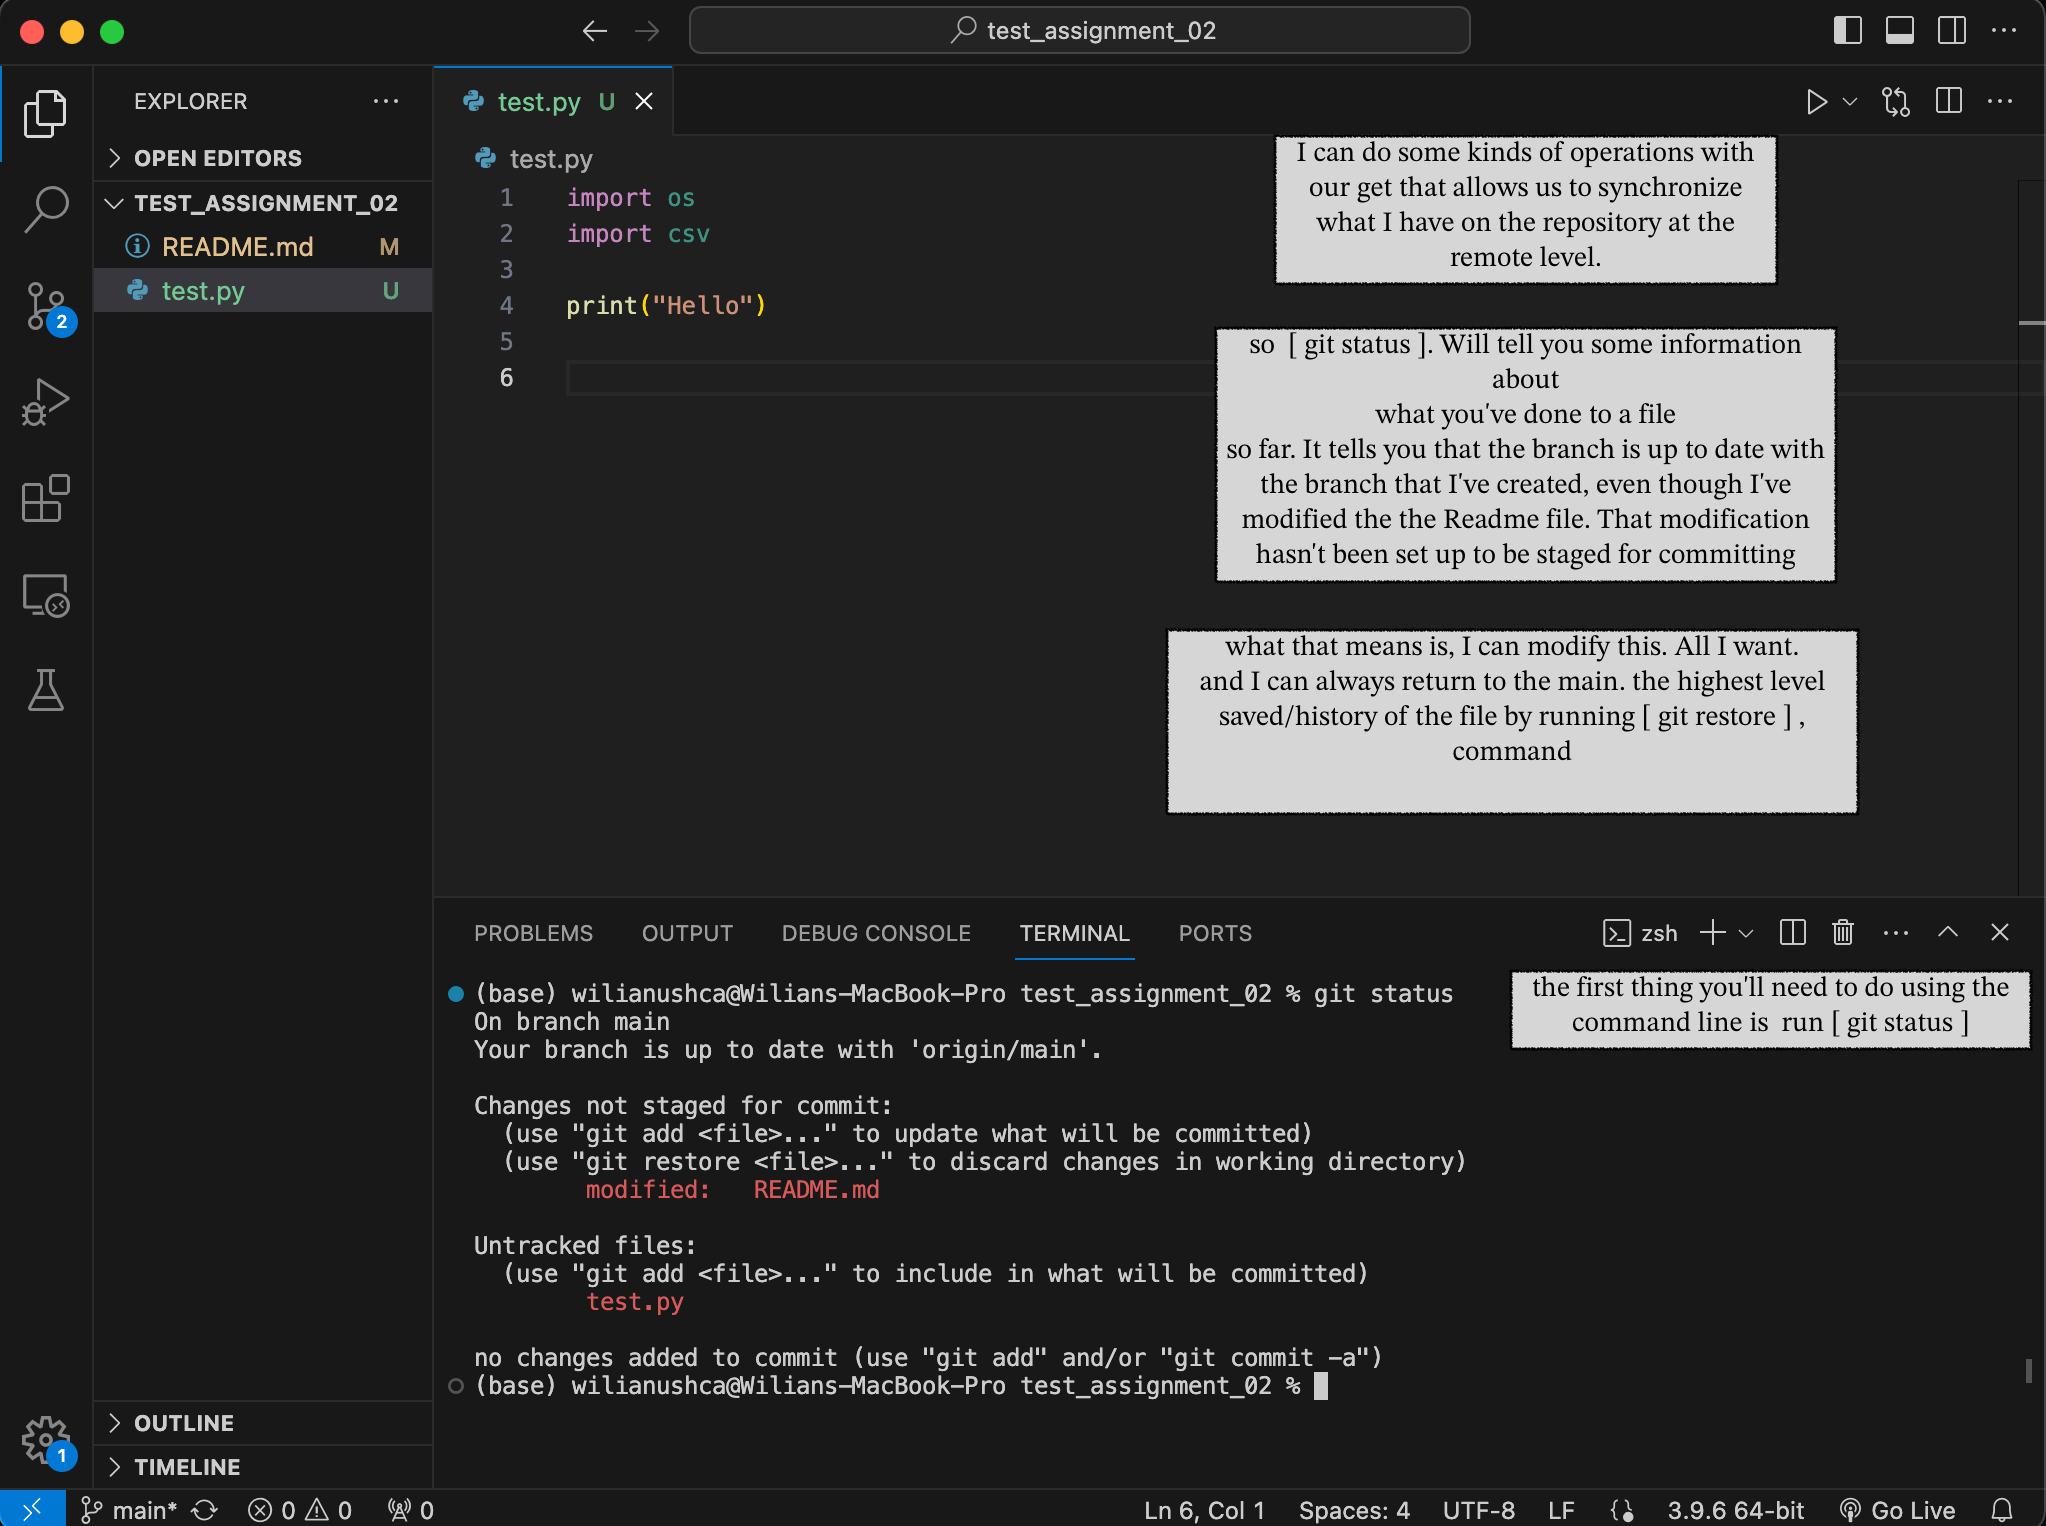 test_assignment_02
EXPLORER
OPEN EDITORS
TEST_ASSIGNMENT_02
README.md M
test.py U
2
OUTLINE
TIMELINE
1
test.py U
test.py
1 import os
2 import csv
3
4 print("Hello")
5
6
I can do some kinds of operations with
our get that allows us to synchronize
what I have on the repository at the
remote level.
so [ git status ]. Will tell you some information
about
what you've done to a file
so far. It tells you that the branch is up to date with
the branch that I've created, even though I've
modified the the Readme file. That modification
hasn't been set up to be staged for committing
what that means is, I can modify this. All I want.
and I can always return to the main. the highest level
saved/history of the file by running [ git restore ] ,
command
PROBLEMS OUTPUT DEBUG CONSOLE TERMINAL PORTS
zsh
the first thing you'll need to do using the
command line is run [ git status ]
(base) wilianushca@Wilians-MacBook-Pro test_assignment_02 % git status
On branch main
Your branch is up to date with 'origin/main'.
Changes not staged for commit:
(use "git add <file>..." to update what will be committed)
(use "git restore <file>..." to discard changes in working directory)
modified: README.md
Untracked files:
(use "git add <file>..." to include in what will be committed)
test.py
no changes added to commit (use "git add" and/or "git commit -a")
(base) wilianushca@Wilians-MacBook-Pro test_assignment_02 %
main* 0 0 0 Ln 6, Col 1 Spaces: 4 UTF-8 LF 3.9.6 64-bit Go Live